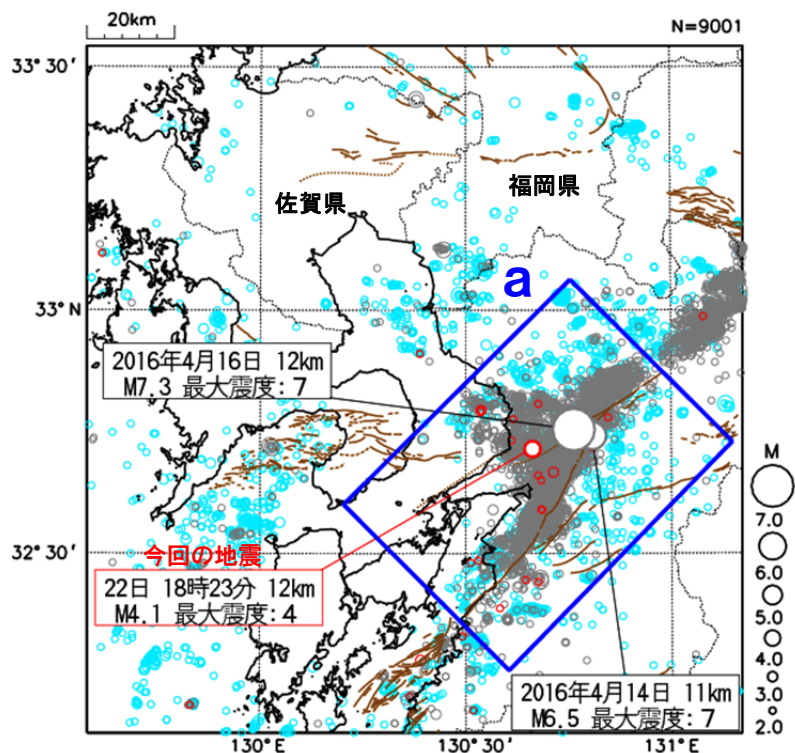 20km
N=9001
33°30′
福岡県
佐賀県
a
33°N
2016年4月16日 12km
M7.3 最大震度:7
M
7.0
今回の地震
32°30′
6.0
22日 18時23分 12km
M4.1 最大震度:4
5.0
4.0
2016年4月14日 11km
M6.5 最大震度:7
3.0
2.0
130°E
130°30′
131°E